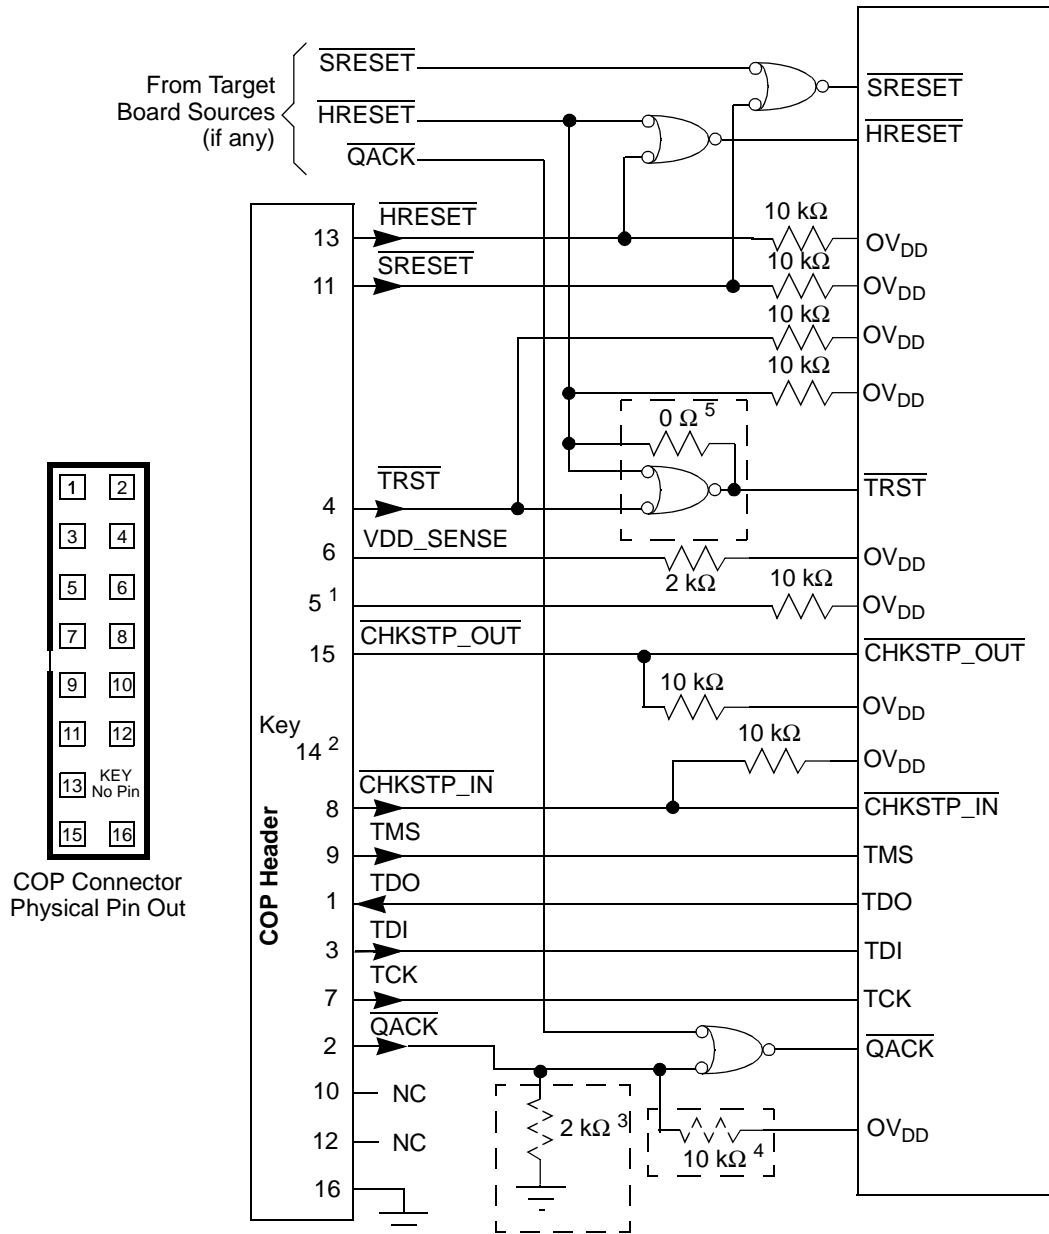 From Target
Board Sources
(if any)
SRESET
HRESET
QACK
SRESET
HRESET
13
HRESET
10 kΩ
OVDD
11
SRESET
10 kΩ
OVDD
10 kΩ
OVDD
10 kΩ
OVDD
0 Ω 5
4
TRST
TRST
6
VDD_SENSE
2 kΩ
OVDD
5 1
10 kΩ
OVDD
15
CHKSTP_OUT
CHKSTP_OUT
10 kΩ
OVDD
Key
14 2
10 kΩ
OVDD
8
CHKSTP_IN
CHKSTP_IN
9
TMS
TMS
1
TDO
TDO
3
TDI
TDI
7
TCK
TCK
2
QACK
QACK
10
NC
2 kΩ 3
10 kΩ 4
OVDD
12
NC
16
COP Header
1 2
3 4
5 6
7 8
9 10
11 12
13 KEY
No Pin
15 16
COP Connector
Physical Pin Out